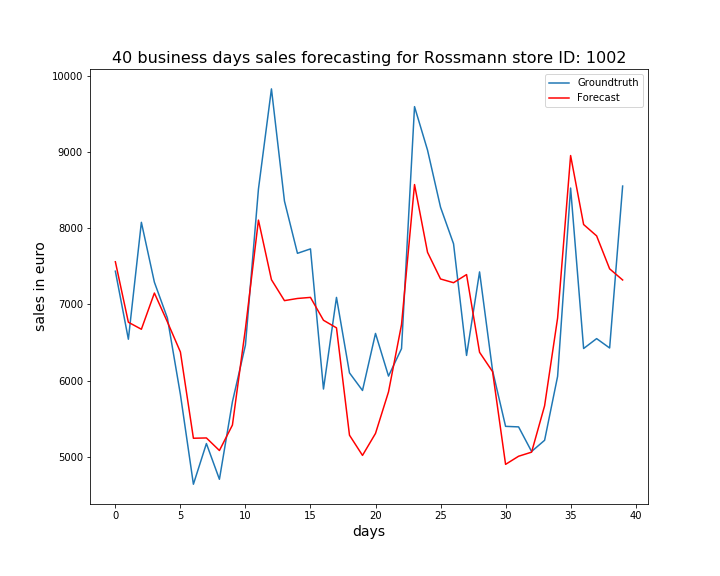 40 business days sales forecasting for Rossmann store ID: 1002
Groundtruth
Forecast
sales in euro
10000
9000
8000
7000
6000
5000
0 5 10 15 20 25 30 35 40
days